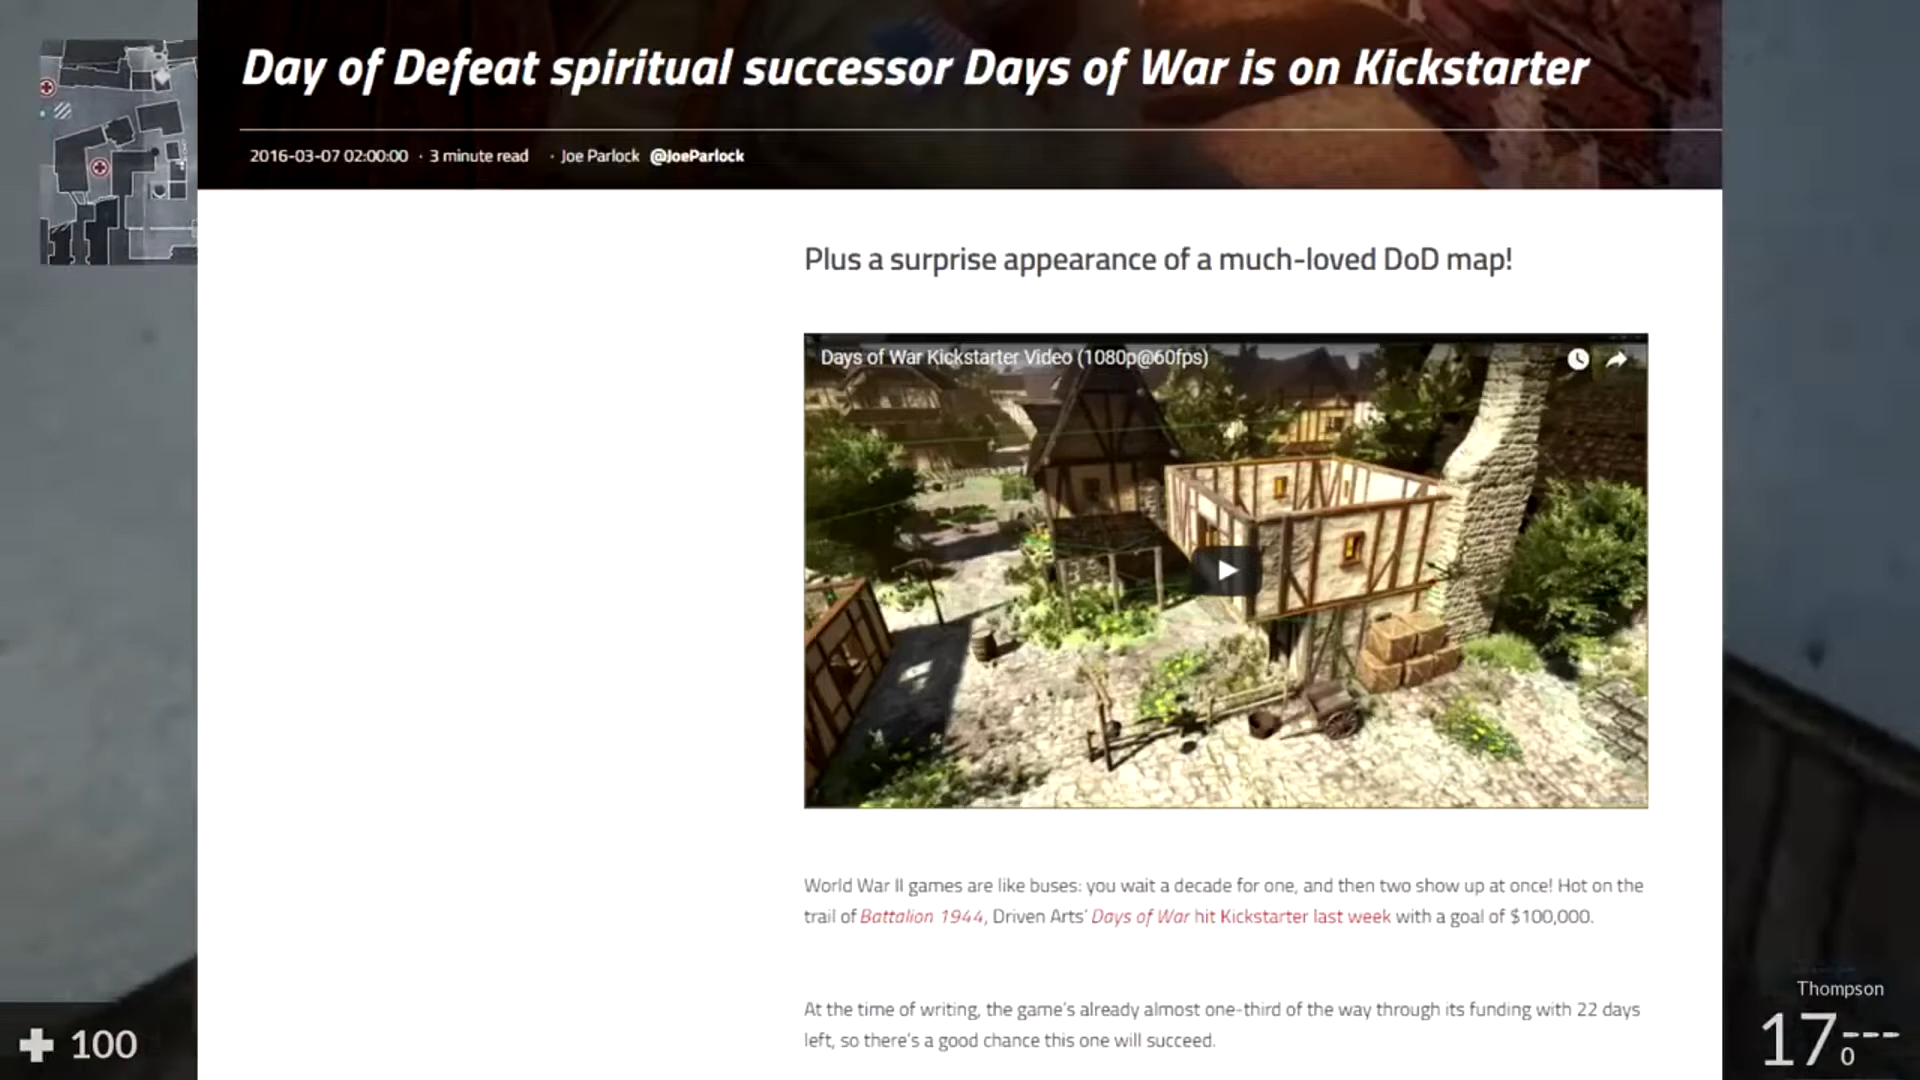 Day of Defeat spiritual successor Days of War is on Kickstarter
2016-03-07 02:00:00 · 3 minute read · Joe Parlock @JoeParlock
Plus a surprise appearance of a much-loved DoD map!
Days of War Kickstarter Video (1080p@60fps)
World War II games are like buses: you wait a decade for one, and then two show up at once! Hot on the
trail of Battalion 1944, Driven Arts' Days of War hit Kickstarter last week with a goal of $100,000.
At the time of writing, the game's already almost one-third of the way through its funding with 22 days
left, so there's a good chance this one will succeed.
100
Thompson
17
0